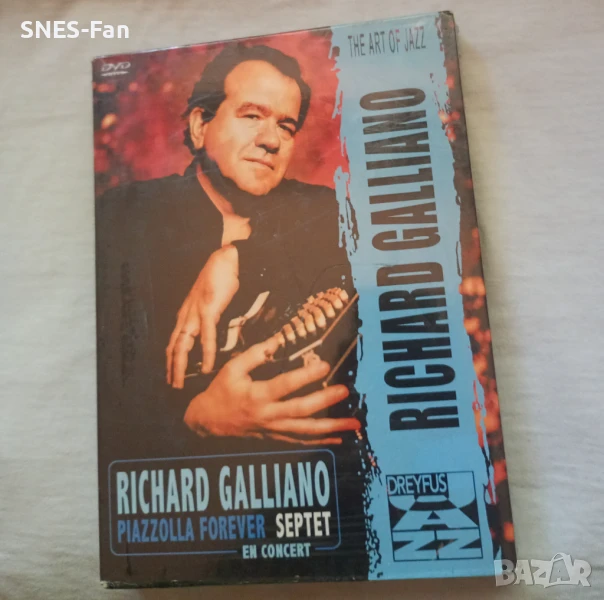 SNES-Fan
DVD
THE ART OF JAZZ
RICHARD GALLIANO
RICHARD GALLIANO
PIAZZOLLA FOREVER SEPTET
EN CONCERT
DREYFUS
JAZZ
BAZAR